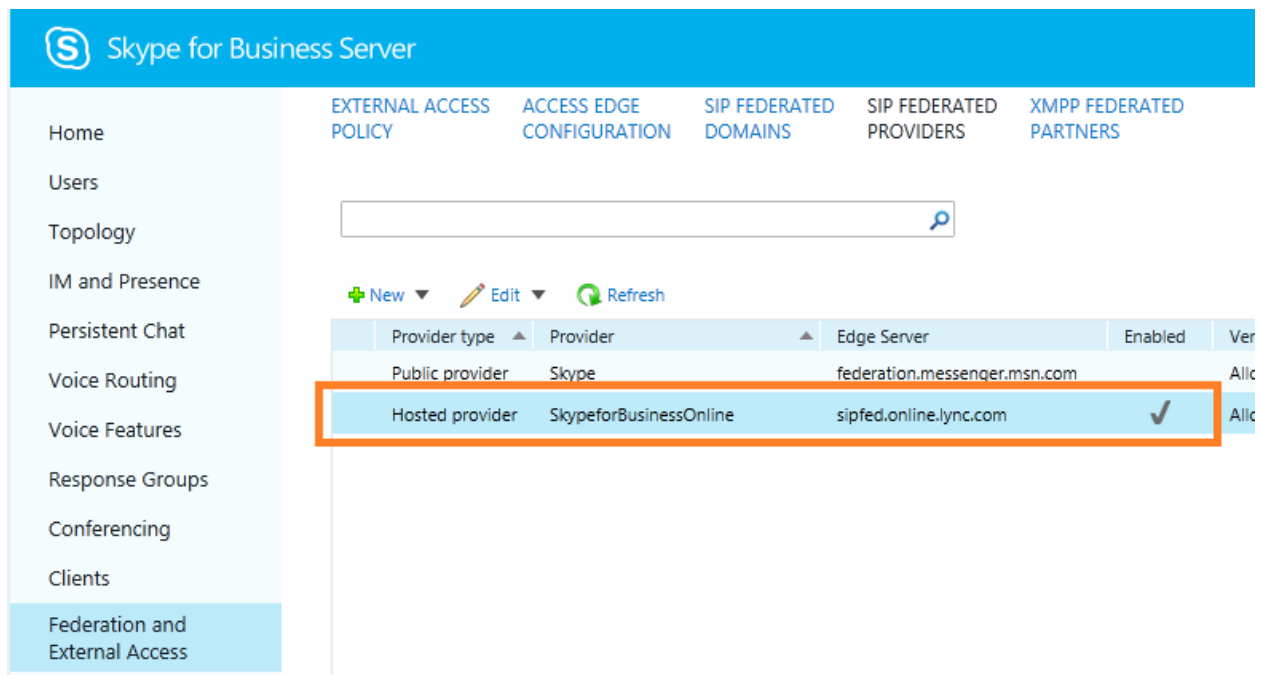 Skype for Business Server
Home
Users
Topology
IM and Presence
Persistent Chat
Voice Routing
Voice Features
Response Groups
Conferencing
Clients
Federation and
External Access
EXTERNAL ACCESS ACCESS EDGE SIP FEDERATED SIP FEDERATED XMPP FEDERATED
POLICY CONFIGURATION DOMAINS PROVIDERS PARTNERS
New Edit Refresh
Provider type Provider Edge Server Enabled Ver
Public provider Skype federation.messenger.msn.com Allo
Hosted provider SkypeforBusinessOnline sipfed.online.lync.com Allo